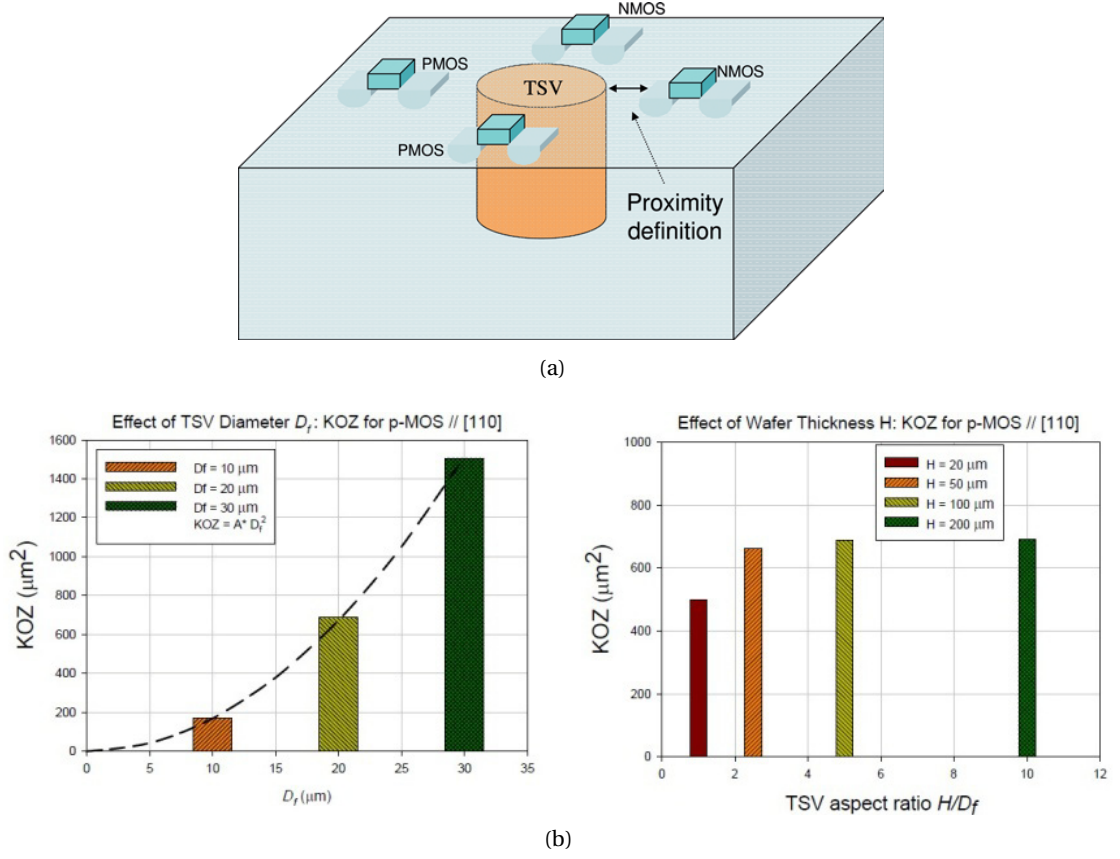 NMOS
PMOS
NMOS
TSV
PMOS
Proximity
definition
(a)
Effect of TSV Diameter D_f : KOZ for p-MOS // [110]
1600
1400
1200
1000
800
600
400
200
0
KOZ (μm²)
Df = 10 μm
Df = 20 μm
Df = 30 μm
KOZ = A* D_f²
0 5 10 15 20 25 30 35
D_f (μm)
Effect of Wafer Thickness H: KOZ for p-MOS // [110]
1000
800
600
400
200
0
KOZ (μm²)
H = 20 μm
H = 50 μm
H = 100 μm
H = 200 μm
0 2 4 6 8 10 12
TSV aspect ratio H/D_f
(b)